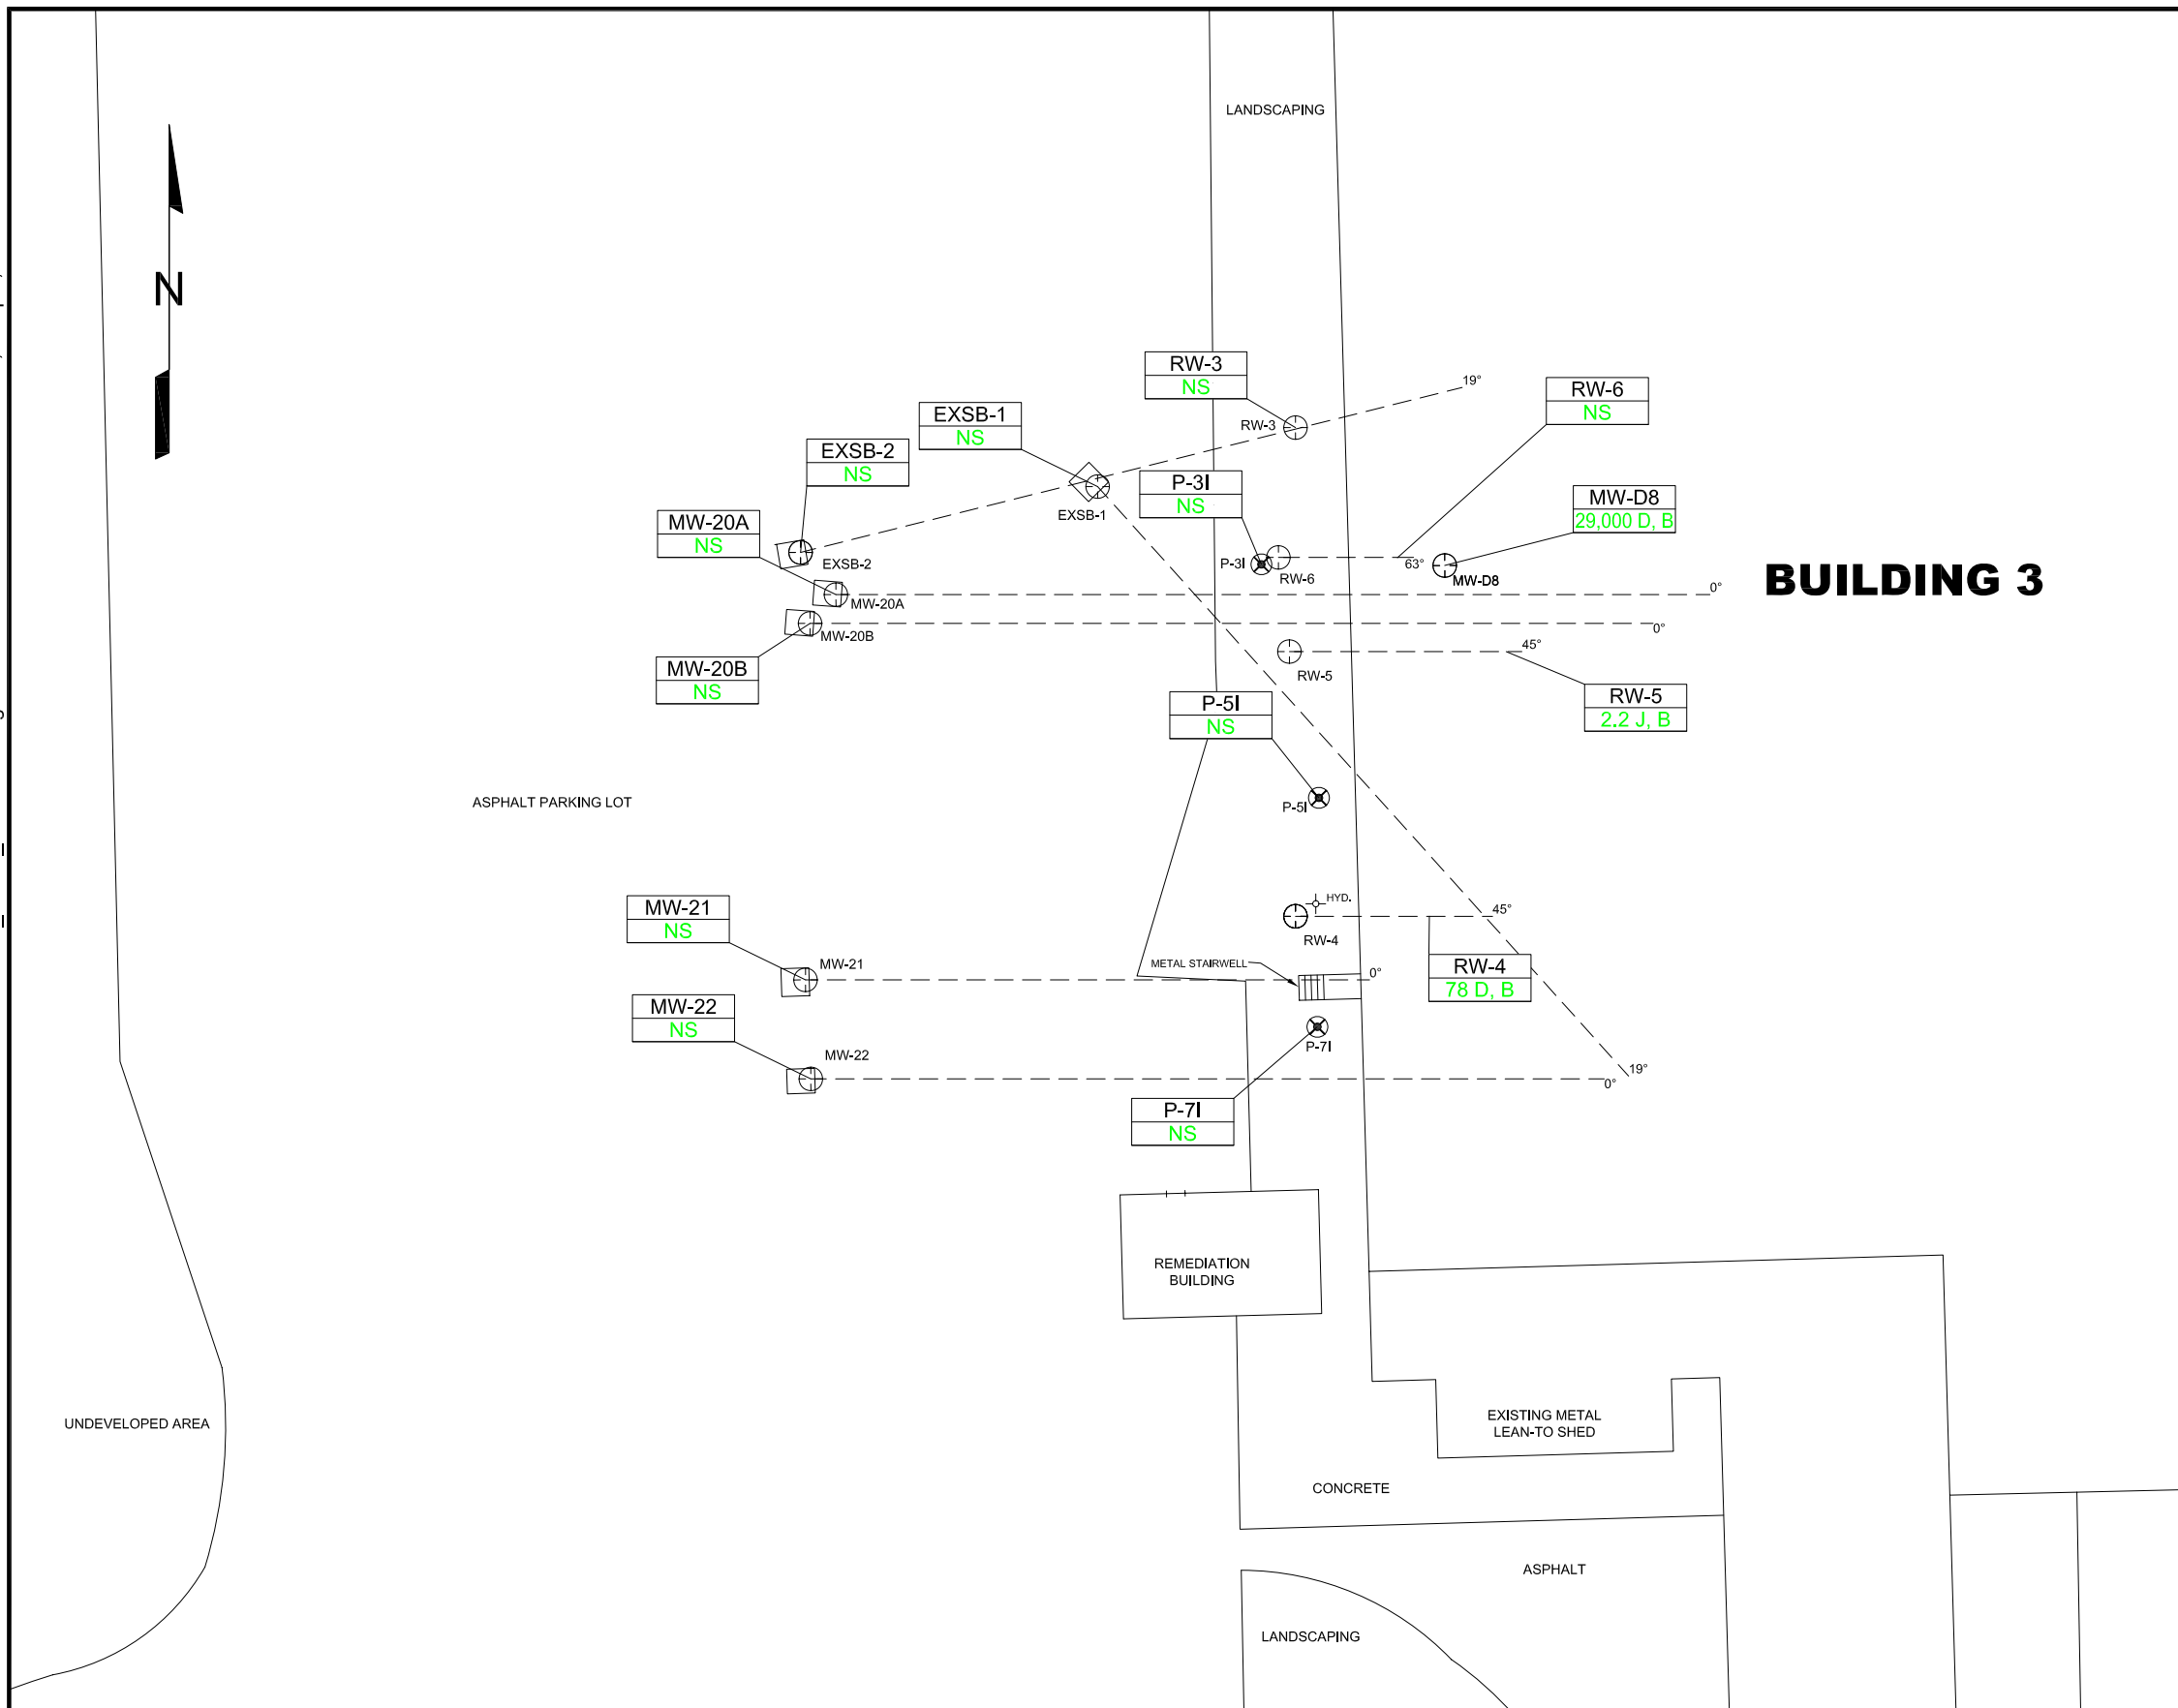 LANDSCAPING
N
RW-3
NS
19°
RW-6
NS
EXSB-1
NS
RW-3
EXSB-2
NS
P-3I
NS
MW-D8
29,000 D, B
EXSB-1
MW-20A
NS
EXSB-2
P-3I
RW-6
63°
MW-D8
BUILDING 3
0°
MW-20A
MW-20B
0°
45°
MW-20B
NS
RW-5
RW-5
2.2 J, B
P-5I
NS
ASPHALT PARKING LOT
P-5I
MW-21
NS
HYD.
45°
RW-4
MW-21
METAL STAIRWELL
0°
RW-4
78 D, B
MW-22
NS
P-7I
MW-22
19°
0°
P-7I
NS
REMEDIATION
BUILDING
UNDEVELOPED AREA
EXISTING METAL
LEAN-TO SHED
CONCRETE
ASPHALT
LANDSCAPING